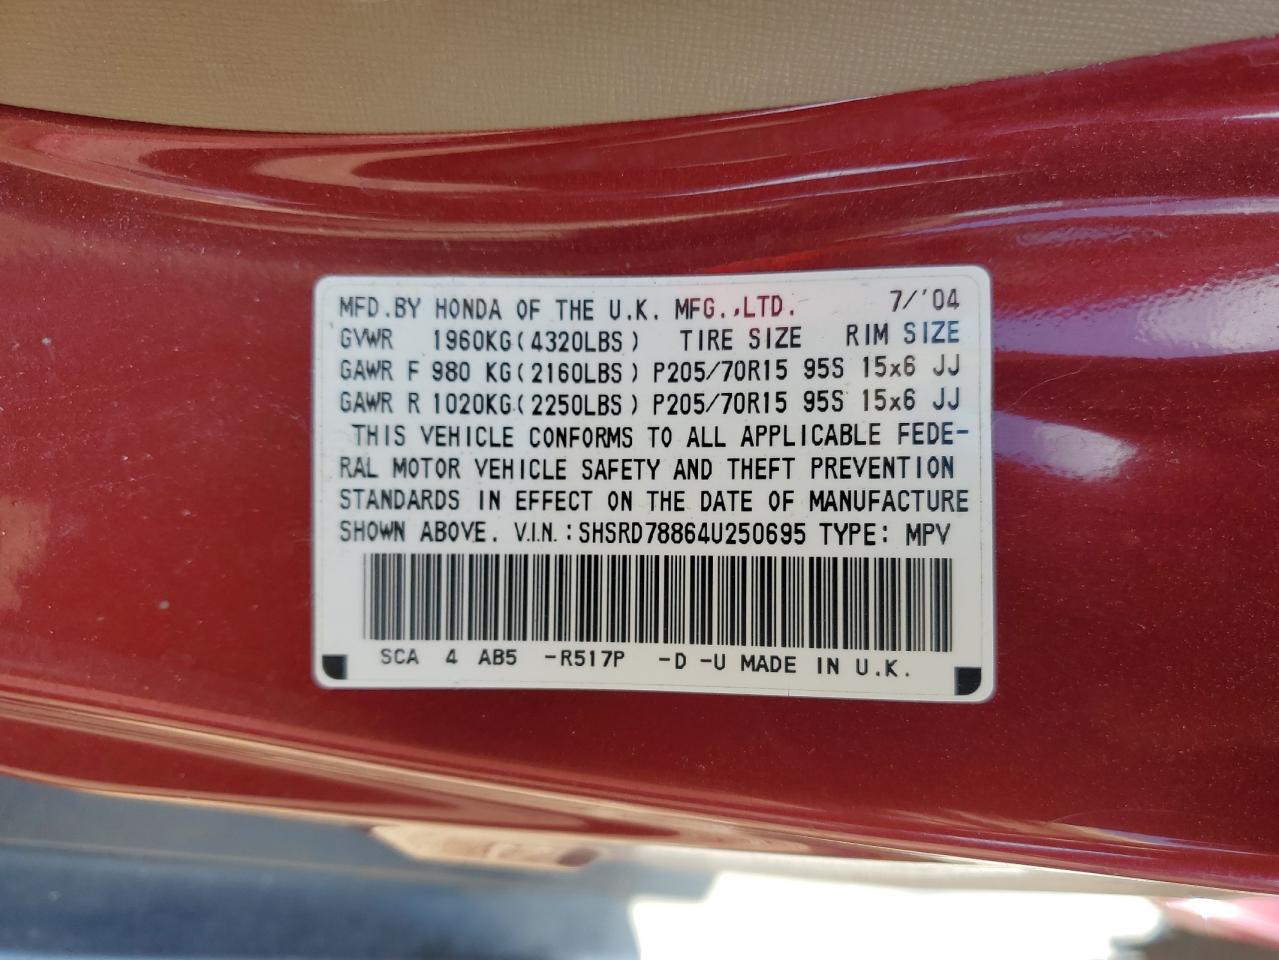 MFD.BY HONDA OF THE U.K. MFG.,LTD. 7/'04
GVWR 1960KG(4320LBS) TIRE SIZE RIM SIZE
GAWR F 980 KG(2160LBS) P205/70R15 95S 15x6 JJ
GAWR R 1020KG(2250LBS) P205/70R15 95S 15x6 JJ
THIS VEHICLE CONFORMS TO ALL APPLICABLE FEDE-
RAL MOTOR VEHICLE SAFETY AND THEFT PREVENTION
STANDARDS IN EFFECT ON THE DATE OF MANUFACTURE
SHOWN ABOVE. V.I.N.:SHSRD78864U250695 TYPE: MPV
SCA 4 AB5 -R517P -D -U MADE IN U.K.